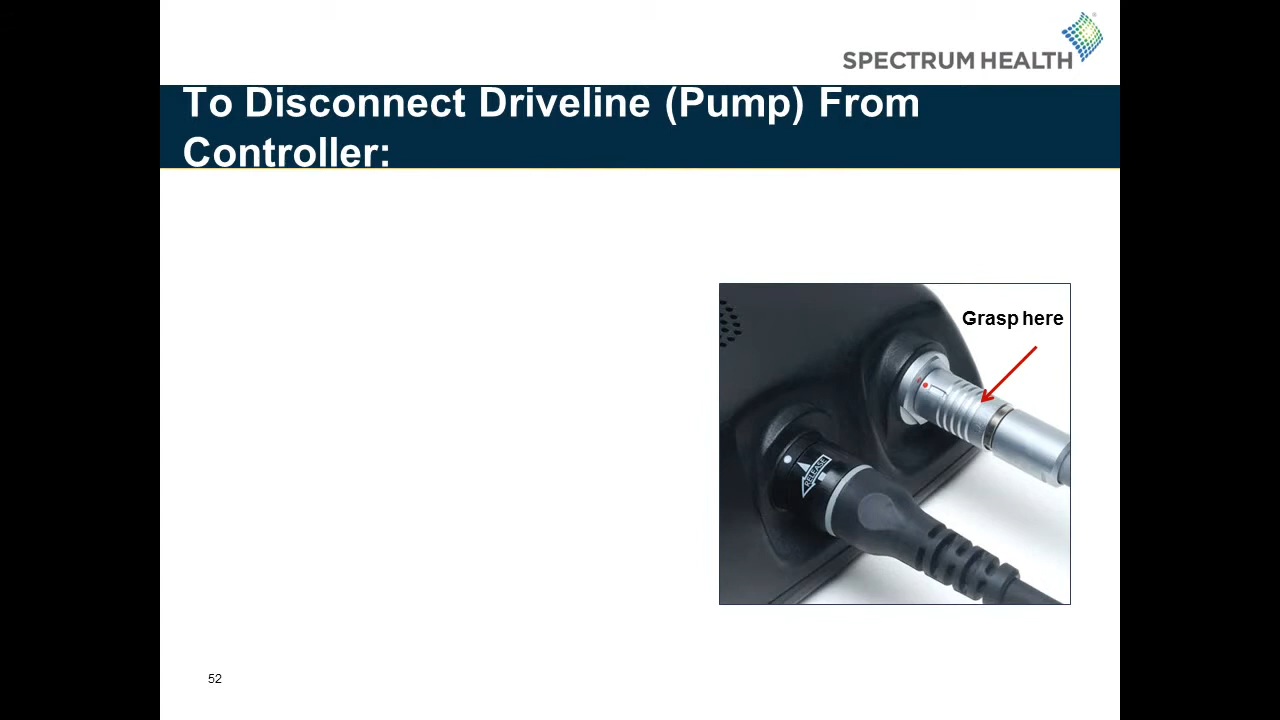 SPECTRUM HEALTH
To Disconnect Driveline (Pump) From
Controller:
Grasp here
RELEASE
52